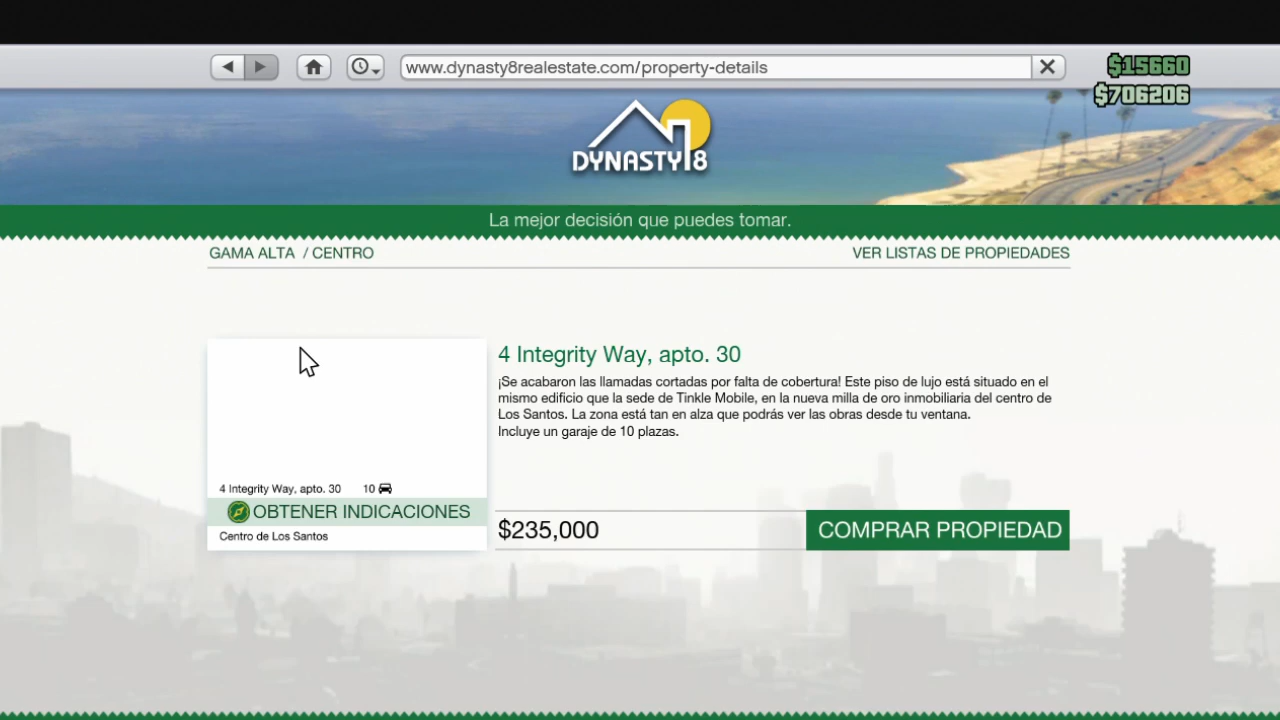 www.dynasty8realestate.com/property-details
$15660
$706206
DYNASTY 8
La mejor decisión que puedes tomar.
GAMA ALTA / CENTRO
VER LISTAS DE PROPIEDADES
4 Integrity Way, apto. 30
¡Se acabaron las llamadas cortadas por falta de cobertura! Este piso de lujo está situado en el
mismo edificio que la sede de Tinkle Mobile, en la nueva milla de oro inmobiliaria del centro de
Los Santos. La zona está tan en alza que podrás ver las obras desde tu ventana.
Incluye un garaje de 10 plazas.
4 Integrity Way, apto. 30 10
OBTENER INDICACIONES
Centro de Los Santos
$235,000
COMPRAR PROPIEDAD